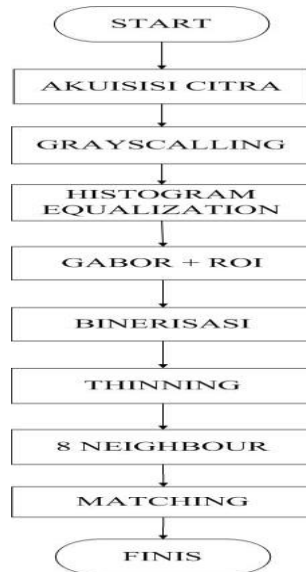 START
AKUISISI CITRA
GRAYSCALLING
HISTOGRAM
EQUALIZATION
GABOR + ROI
BINERISASI
THINNING
8 NEIGHBOUR
MATCHING
FINIS